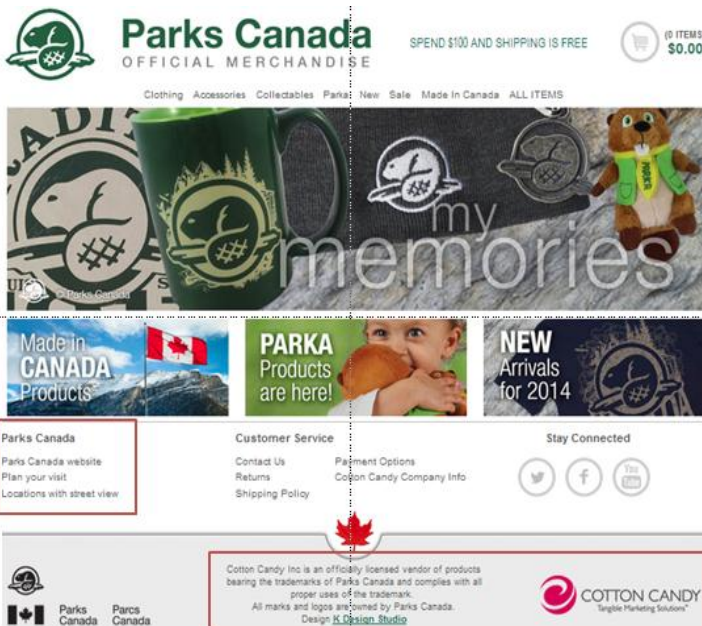 Parks Canada
OFFICIAL MERCHANDISE
SPEND $100 AND SHIPPING IS FREE
(0 ITEMS
$0.00
Clothing Accessories Collectables Parka New Sale Made In Canada ALL ITEMS
PARKER
my
memories
© Parks Canada
Made in
CANADA
Products
PARKA
Products
are here!
NEW
Arrivals
for 2014
Parks Canada
Parks Canada website
Plan your visit
Locations with street view
Customer Service
Contact Us
Returns
Shipping Policy
Payment Options
Cotton Candy Company Info
Stay Connected
You
Tube
Parks
Canada
Parcs
Canada
Cotton Candy Inc is an officially licensed vendor of products
bearing the trademarks of Parks Canada and complies with all
proper uses of the trademark.
All marks and logos are owned by Parks Canada.
Design K Design Studio
COTTON CANDY
Tangible Marketing Solutions